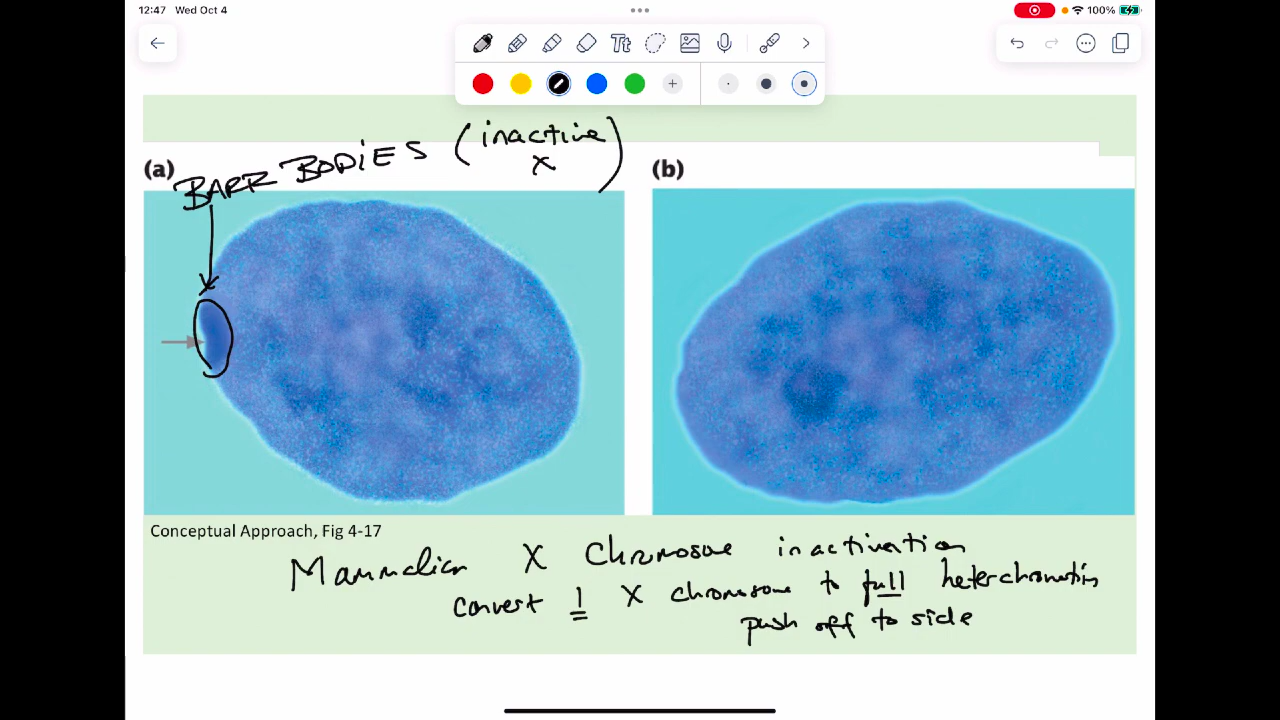 12:47 Wed Oct 4
100%
Tt
BARR BODiES (inactive
X)
(a)
(b)
Conceptual Approach, Fig 4-17
Mammalian X Chromosome inactivation
convert 1 X chromosome to full heterchromatin
push off to side